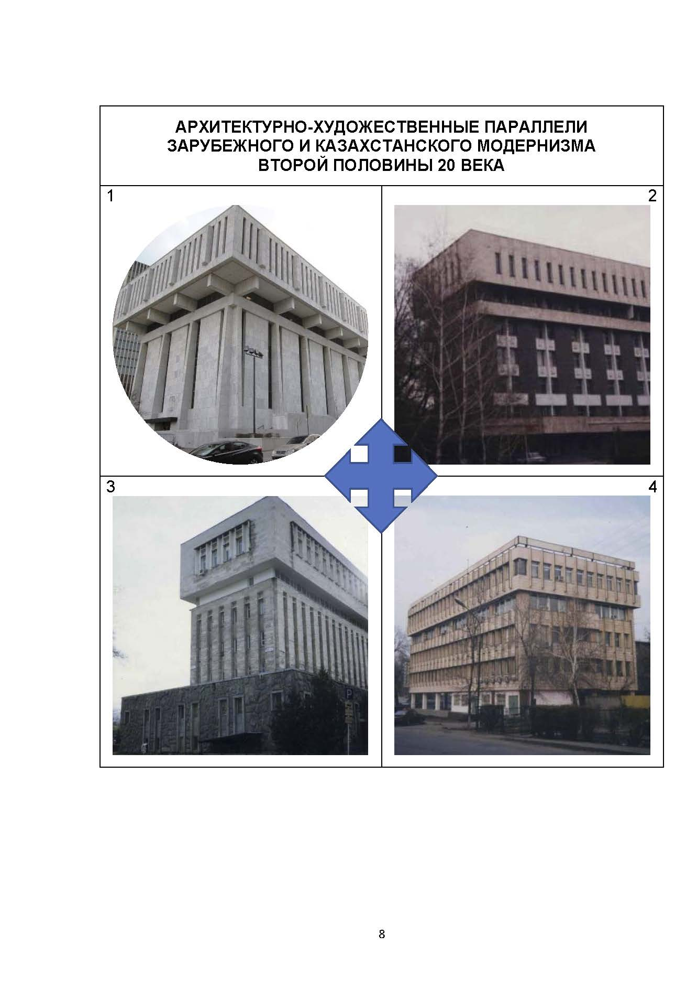 АРХИТЕКТУРНО-ХУДОЖЕСТВЕННЫЕ ПАРАЛЛЕЛИ
ЗАРУБЕЖНОГО И КАЗАХСТАНСКОГО МОДЕРНИЗМА
ВТОРОЙ ПОЛОВИНЫ 20 ВЕКА
1
2
3
4
P
8